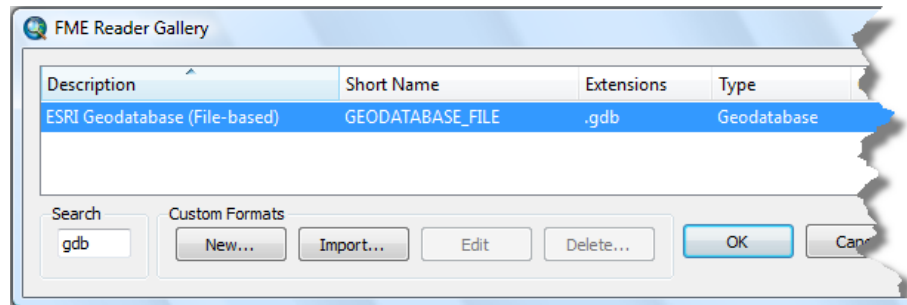 FME Reader Gallery
Description Short Name Extensions Type
ESRI Geodatabase (File-based) GEODATABASE_FILE .gdb Geodatabase
Search Custom Formats
gdb New... Import... Edit Delete... OK